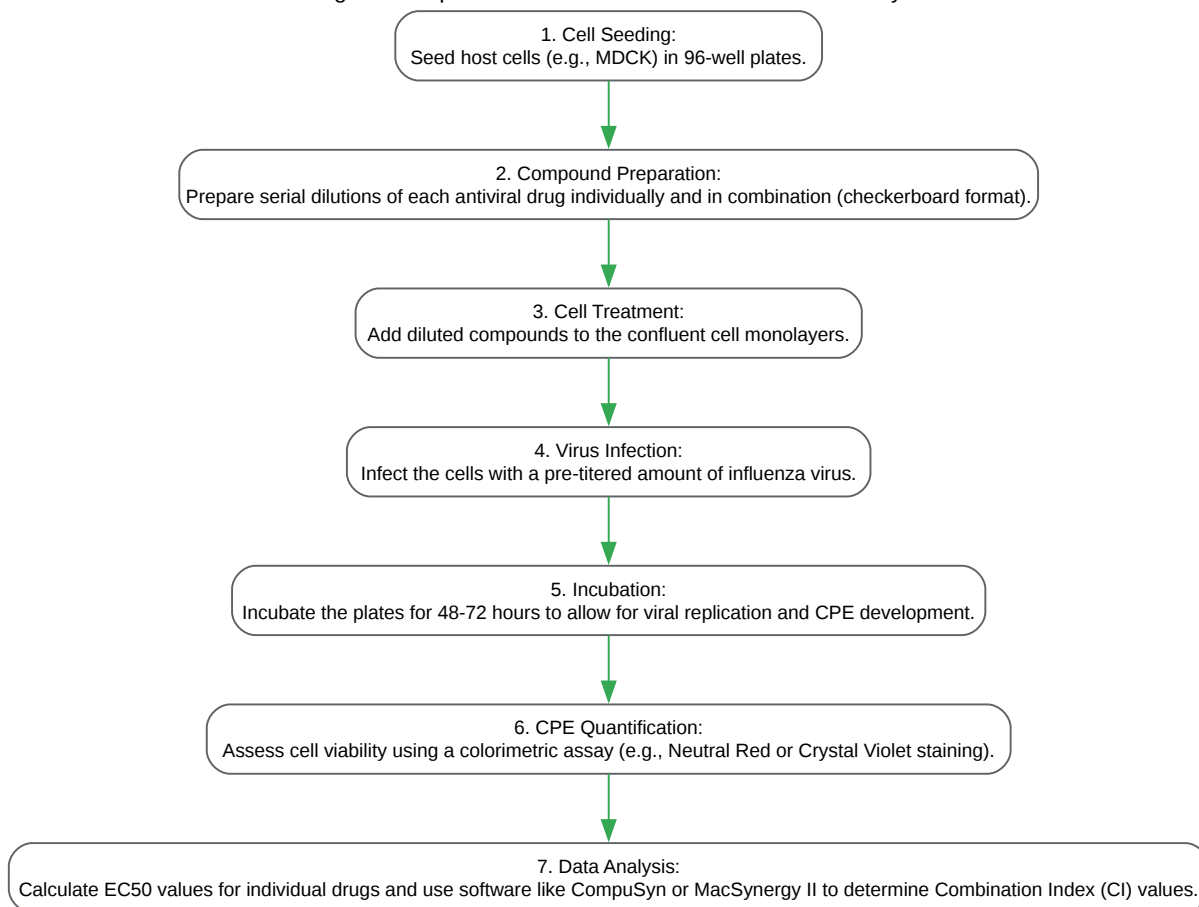 1. Cell Seeding:
Seed host cells (e.g., MDCK) in 96-well plates.
2. Compound Preparation:
Prepare serial dilutions of each antiviral drug individually and in combination (checkerboard format).
3. Cell Treatment:
Add diluted compounds to the confluent cell monolayers.
4. Virus Infection:
Infect the cells with a pre-titered amount of influenza virus.
5. Incubation:
Incubate the plates for 48-72 hours to allow for viral replication and CPE development.
6. CPE Quantification:
Assess cell viability using a colorimetric assay (e.g., Neutral Red or Crystal Violet staining).
7. Data Analysis:
Calculate EC50 values for individual drugs and use software like CompuSyn or MacSynergy II to determine Combination Index (CI) values.